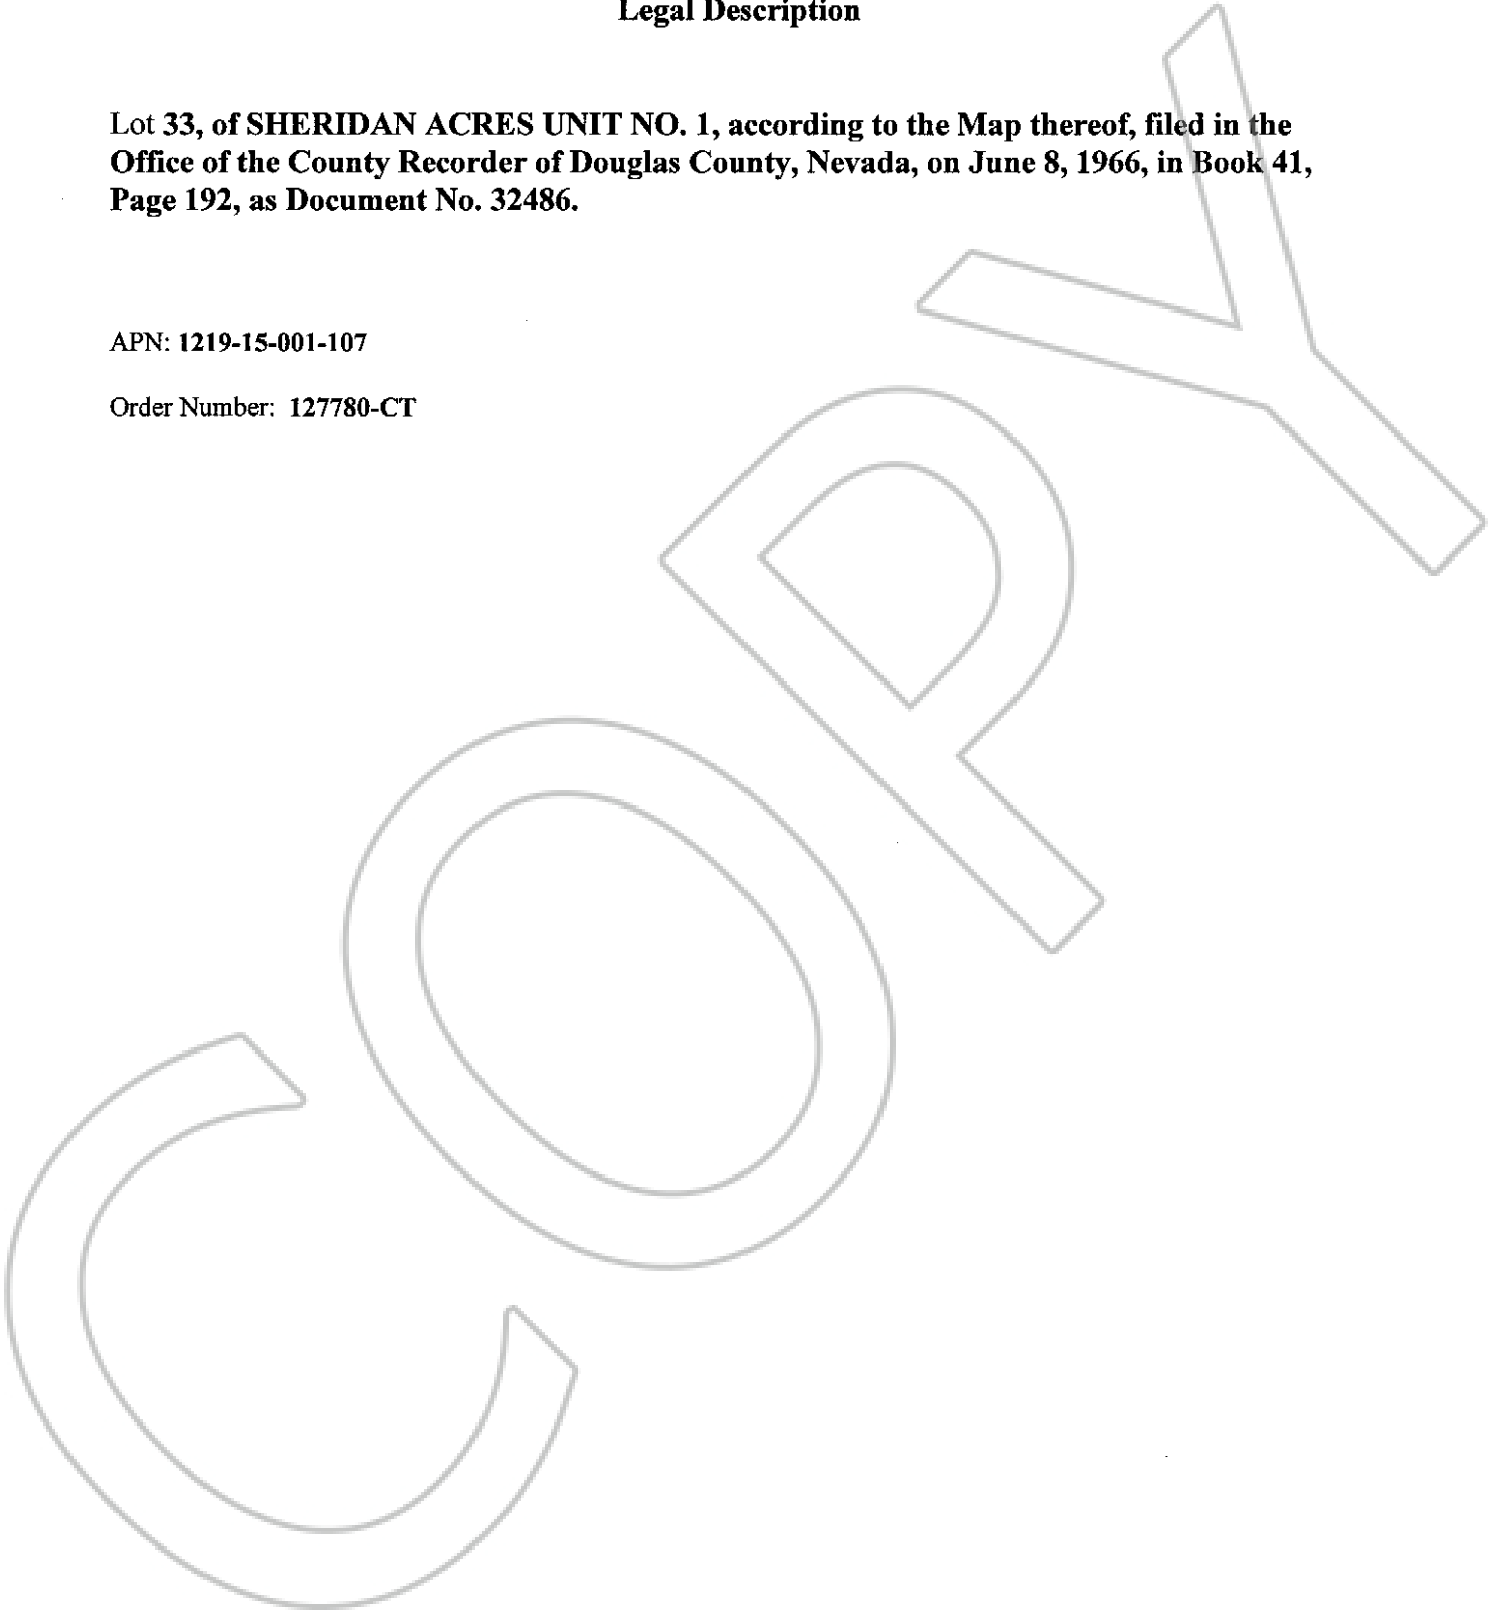 Legal Description
Lot 33, of SHERIDAN ACRES UNIT NO. 1, according to the Map thereof, filed in the
Office of the County Recorder of Douglas County, Nevada, on June 8, 1966, in Book 41,
Page 192, as Document No. 32486.
APN: 1219-15-001-107
Order Number: 127780-CT
COPY